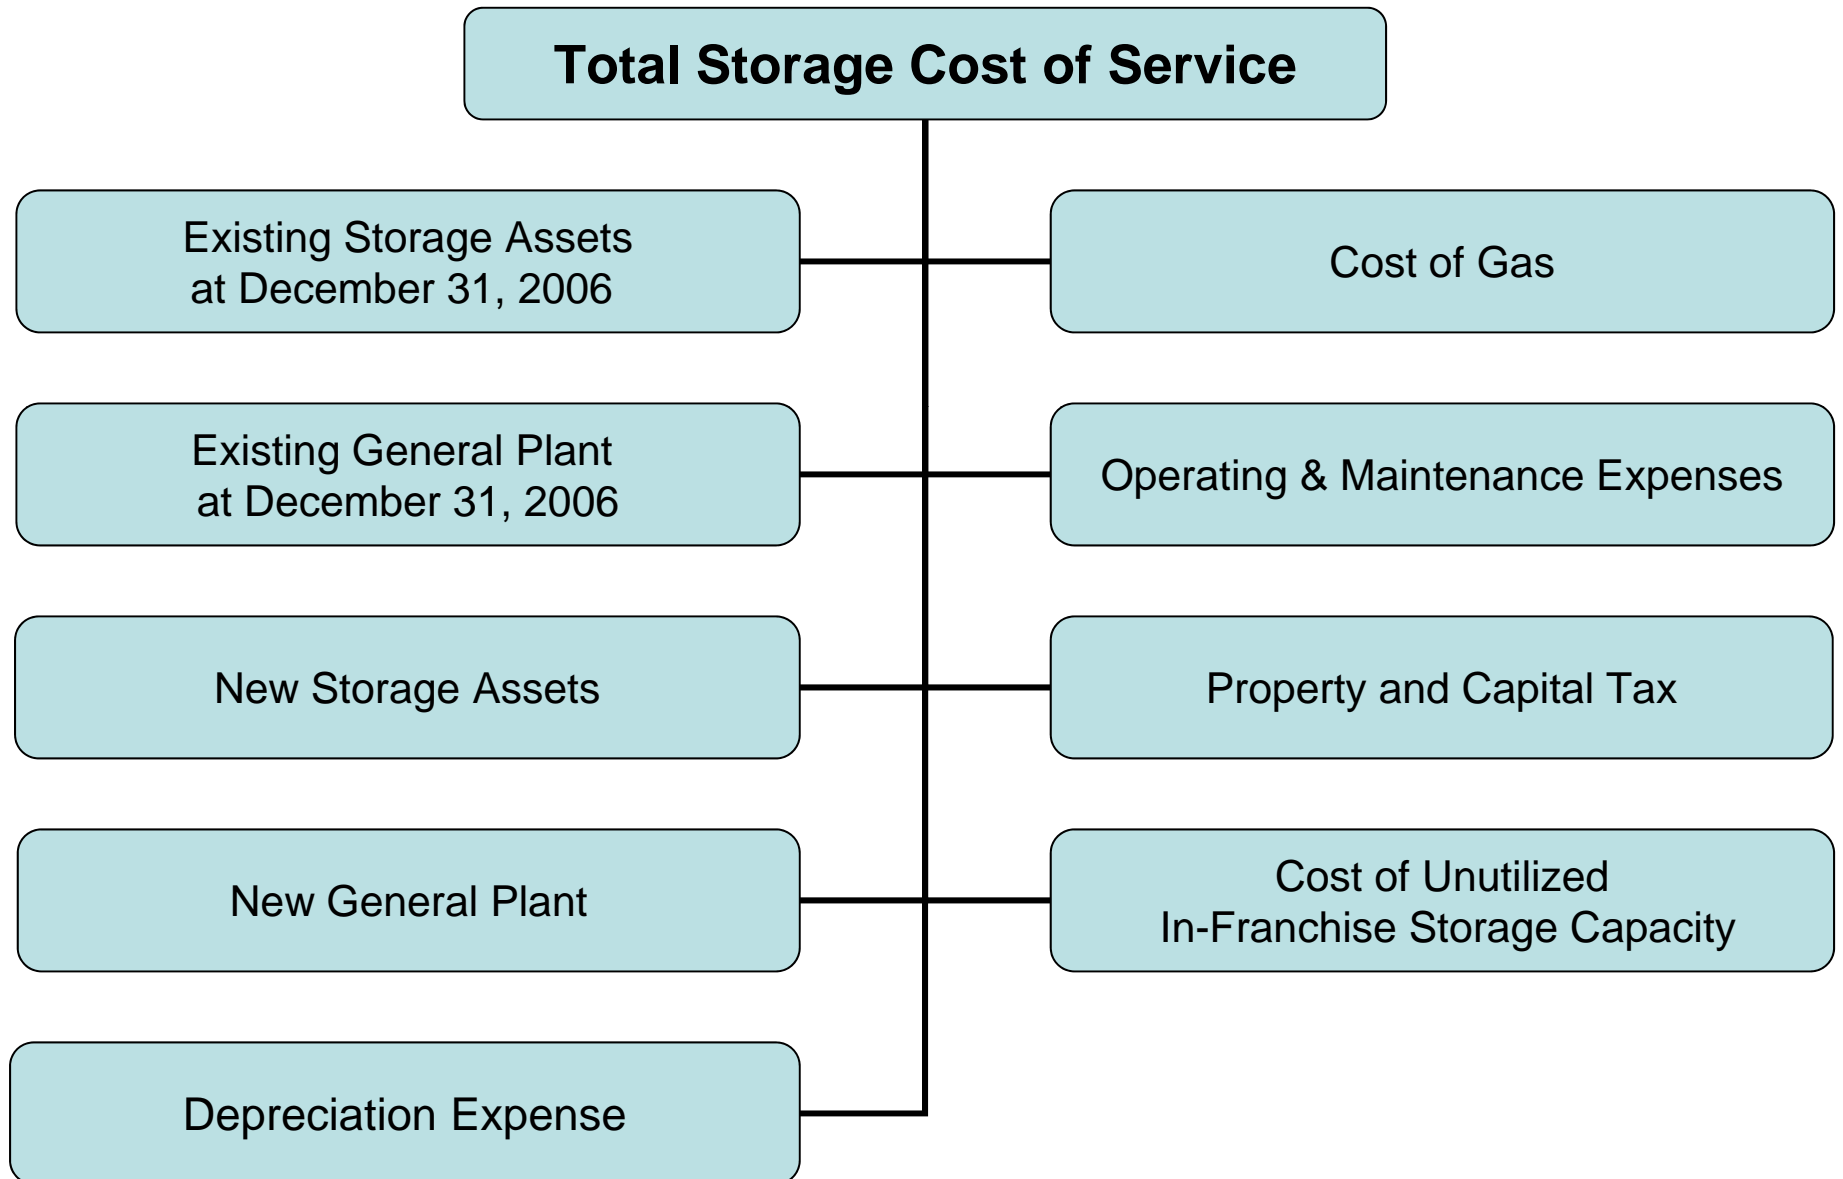 Total Storage Cost of Service
Existing Storage Assets
at December 31, 2006
Cost of Gas
Existing General Plant
at December 31, 2006
Operating & Maintenance Expenses
New Storage Assets
Property and Capital Tax
New General Plant
Cost of Unutilized
In-Franchise Storage Capacity
Depreciation Expense